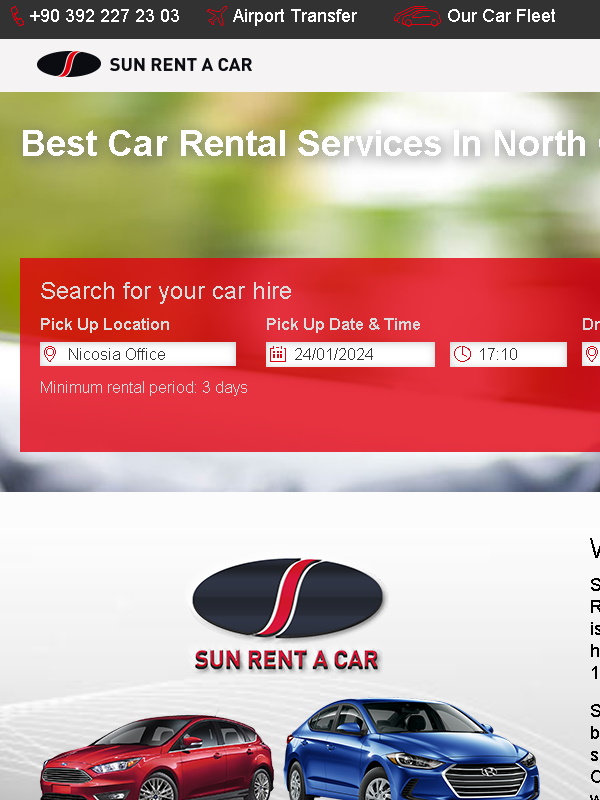 +90 392 227 23 03 Airport Transfer Our Car Fleet
SUN RENT A CAR
Best Car Rental Services In North
Search for your car hire
Pick Up Location Pick Up Date & Time
Nicosia Office 24/01/2024 17:10
Minimum rental period: 3 days
SUN RENT A CAR